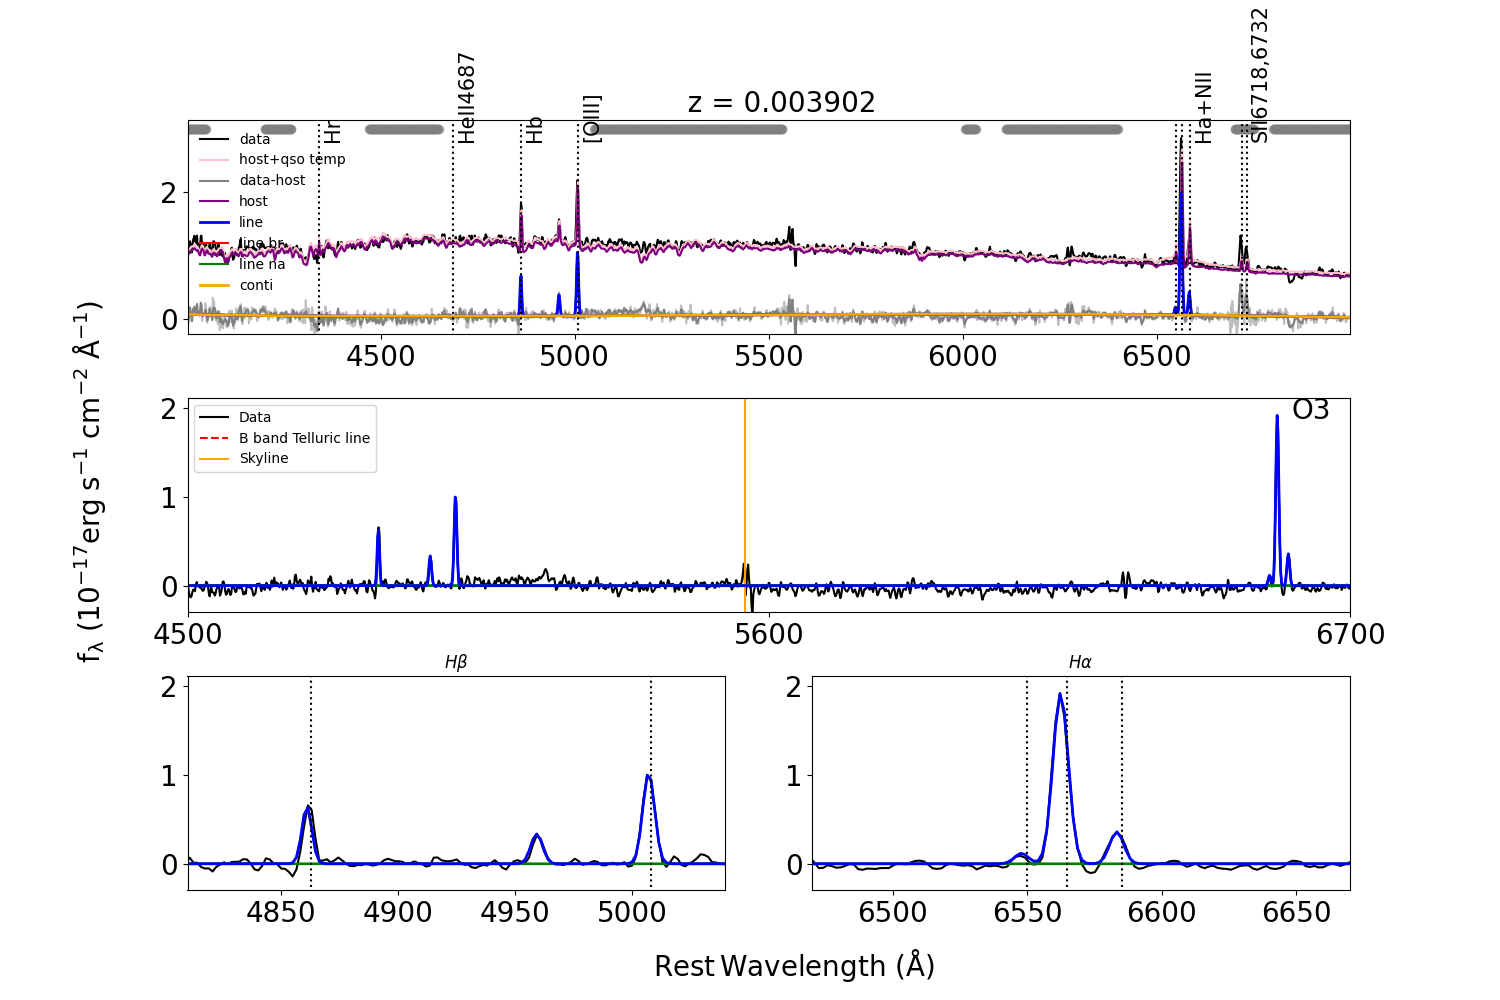 z = 0.003902
Hr
HeII4687
Hb
[OIII]
Ha+NII
SII6718,6732
data
host+qso temp
data-host
host
line
line br
line na
conti
2
0
4500 5000 5500 6000 6500
fλ (10⁻¹⁷erg s⁻¹ cm⁻² Å⁻¹)
O3
Data
B band Telluric line
Skyline
2
1
0
4500 5600 6700
Hβ
2
1
0
4850 4900 4950 5000
Hα
2
1
0
6500 6550 6600 6650
Rest Wavelength (Å)